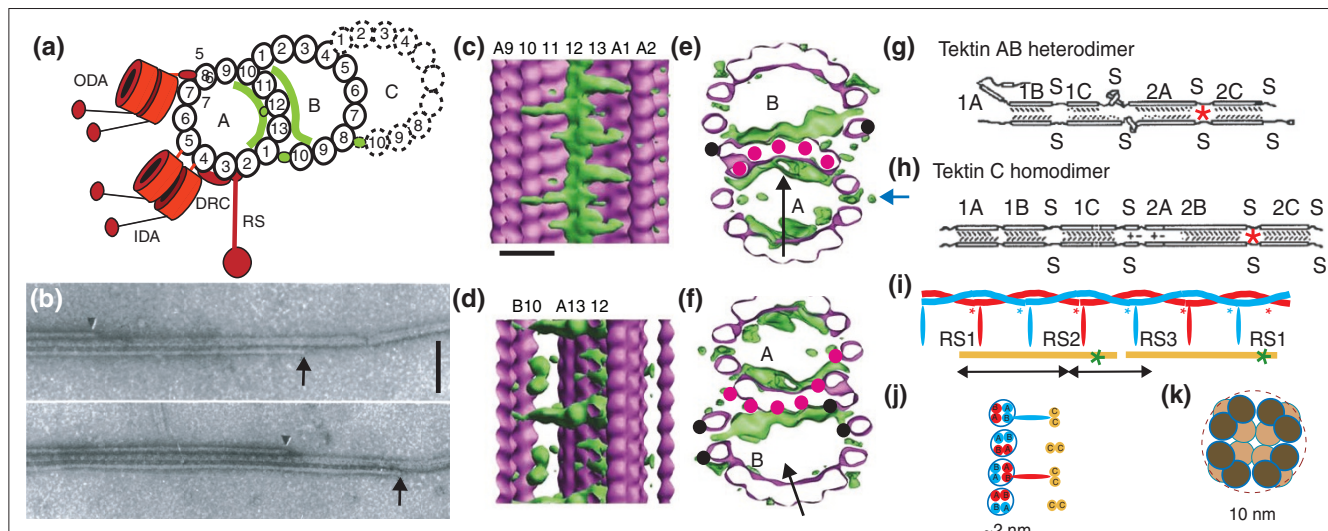 (a)
ODA
IDA
DRC
RS
A
B
C
5
8 6 9 10 1 2 3 4 1 2 3 4
7 7 11 5
6 12 6
5 13 7
4 3 2 1 10 9 8 10 9 8
(b)
(c)
A9 10 11 12 13 A1 A2
(d)
B10 A13 12
(e)
B
A
(f)
A
B
(g)
Tektin AB heterodimer
1A 1B S 1C S 2A S 2C S
S S S S
(h)
Tektin C homodimer
1A 1B S 1C S 2A 2B S 2C S
+- +-
S S S S
(i)
RS1 RS2 RS3 RS1
(j)
B A C
A B C
A B C C
B A
A B C
A B C
A B C C
B A
~2 nm
(k)
10 nm